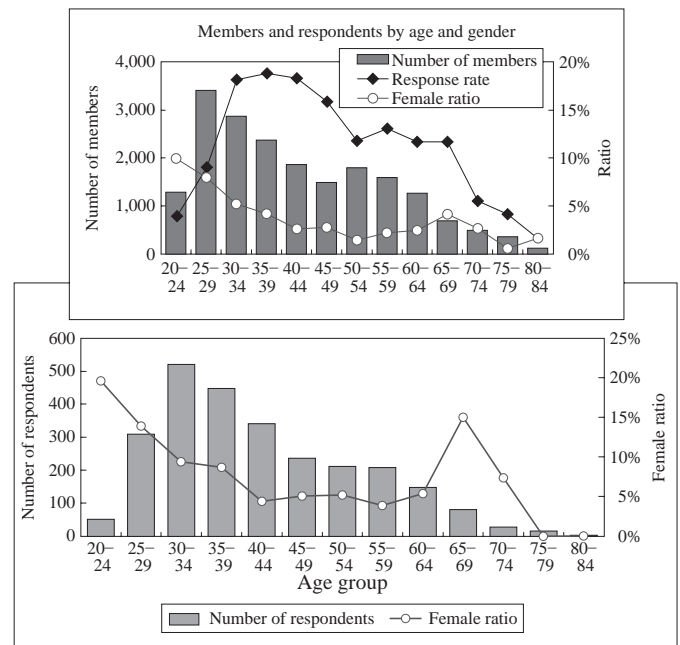 Members and respondents by age and gender
Number of members
Response rate
Female ratio
4,000
3,000
2,000
1,000
0
Number of members
20%
15%
10%
5%
0%
Ratio
20– 25– 30– 35– 40– 45– 50– 55– 60– 65– 70– 75– 80–
24 29 34 39 44 49 54 59 64 69 74 79 84
600
500
400
300
200
100
0
Number of respondents
25%
20%
15%
10%
5%
0%
Female ratio
20– 25– 30– 35– 40– 45– 50– 55– 60– 65– 70– 75– 80–
24 29 34 39 44 49 54 59 64 69 74 79 84
Age group
Number of respondents Female ratio